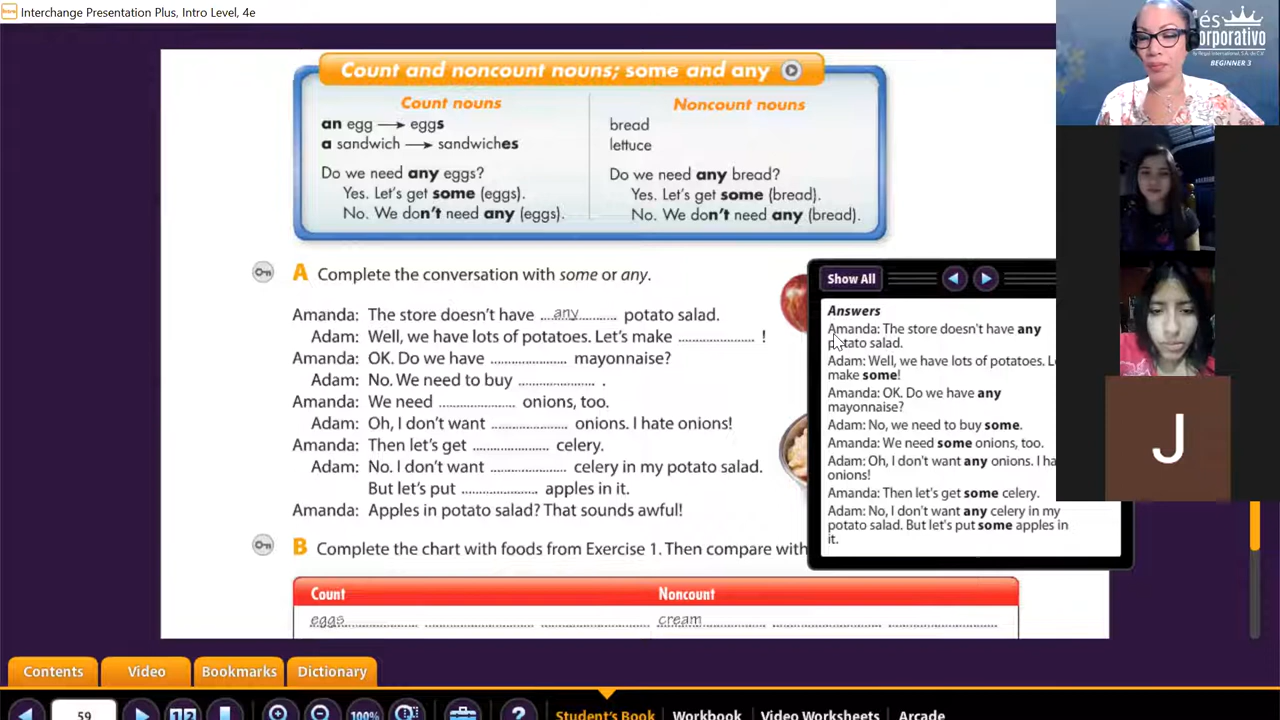 Interchange Presentation Plus, Intro Level, 4e
Count and noncount nouns; some and any
Count nouns
an egg → eggs
a sandwich → sandwiches
Do we need any eggs?
Yes. Let's get some (eggs).
No. We don't need any (eggs).
Noncount nouns
bread
lettuce
Do we need any bread?
Yes. Let's get some (bread).
No. We don't need any (bread).
A Complete the conversation with some or any.
Amanda: The store doesn't have any potato salad.
Adam: Well, we have lots of potatoes. Let's make .................... !
Amanda: OK. Do we have .................... mayonnaise?
Adam: No. We need to buy .................... .
Amanda: We need .................... onions, too.
Adam: Oh, I don't want .................... onions. I hate onions!
Amanda: Then let's get .................... celery.
Adam: No. I don't want .................... celery in my potato salad.
But let's put .................... apples in it.
Amanda: Apples in potato salad? That sounds awful!
B Complete the chart with foods from Exercise 1. Then compare with
Count Noncount
eggs cream
Show All
Answers
Amanda: The store doesn't have any
potato salad.
Adam: Well, we have lots of potatoes.
make some!
Amanda: OK. Do we have any
mayonnaise?
Adam: No, we need to buy some.
Amanda: We need some onions, too.
Adam: Oh, I don't want any onions. I
onions!
Amanda: Then let's get some celery.
Adam: No, I don't want any celery in my
potato salad. But let's put some apples in
it.
és
orporativo
BEGINNER 3
J
Contents Video Bookmarks Dictionary
59 100% ? Student's Book Workbook Video Worksheets Arcade